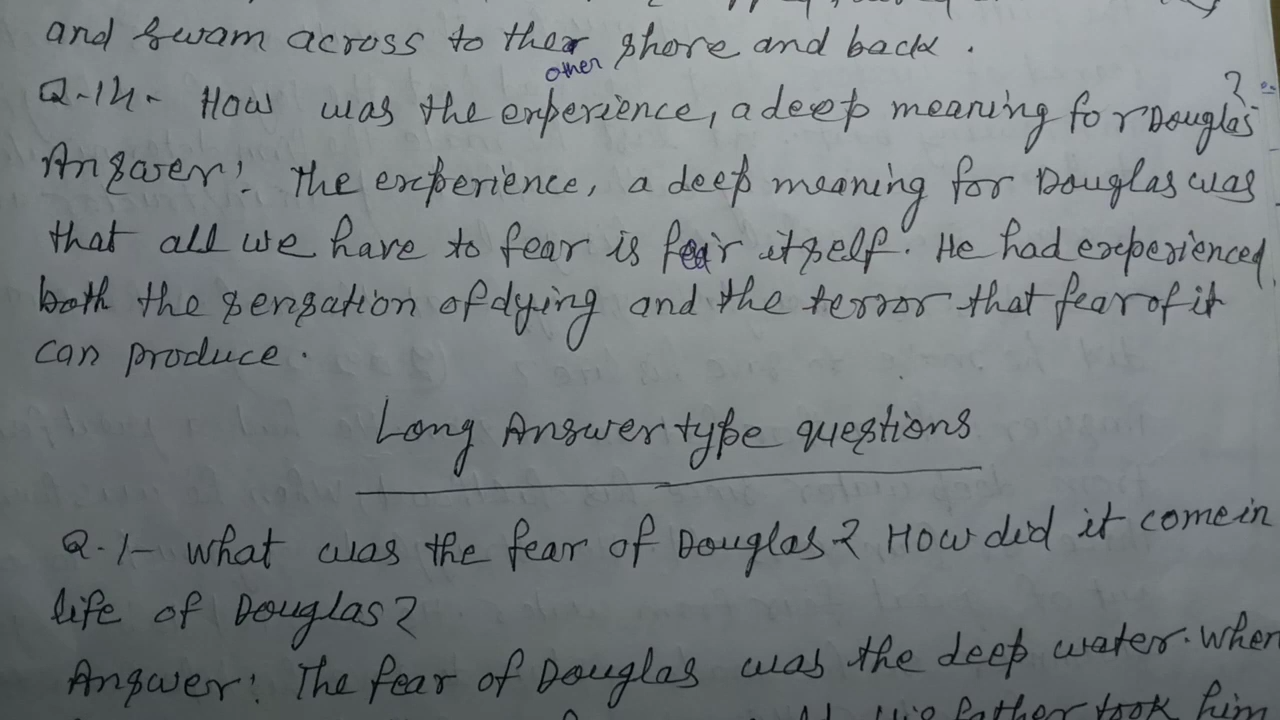 and swam across to the other shore and back.
Q.14- How was the experience, a deep meaning for Douglas?
Answer: The experience, a deep meaning for Douglas was
that all we have to fear is fear itself. He had experienced
both the sensation of dying and the terror that fear of it
can produce.
Long Answer type questions
Q.1- What was the fear of Douglas? How did it come in
life of Douglas?
Answer: The fear of Douglas was the deep water. When
father took him